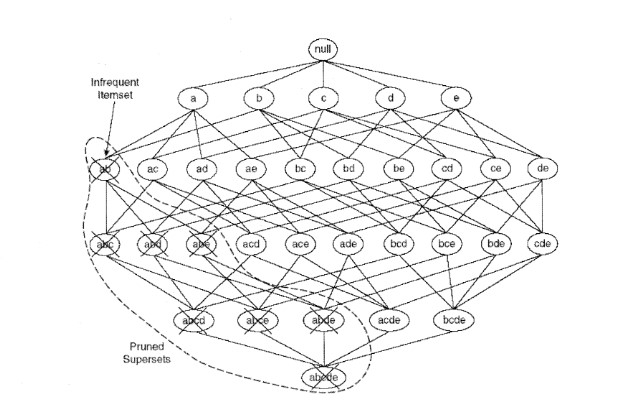 null
Infrequent
Itemset
a b c d e
ab ac ad ae bc bd be cd ce de
abc abd abe acd ace ade bcd bce bde cde
abcd abce abde acde bcde
Pruned
Supersets
abcde